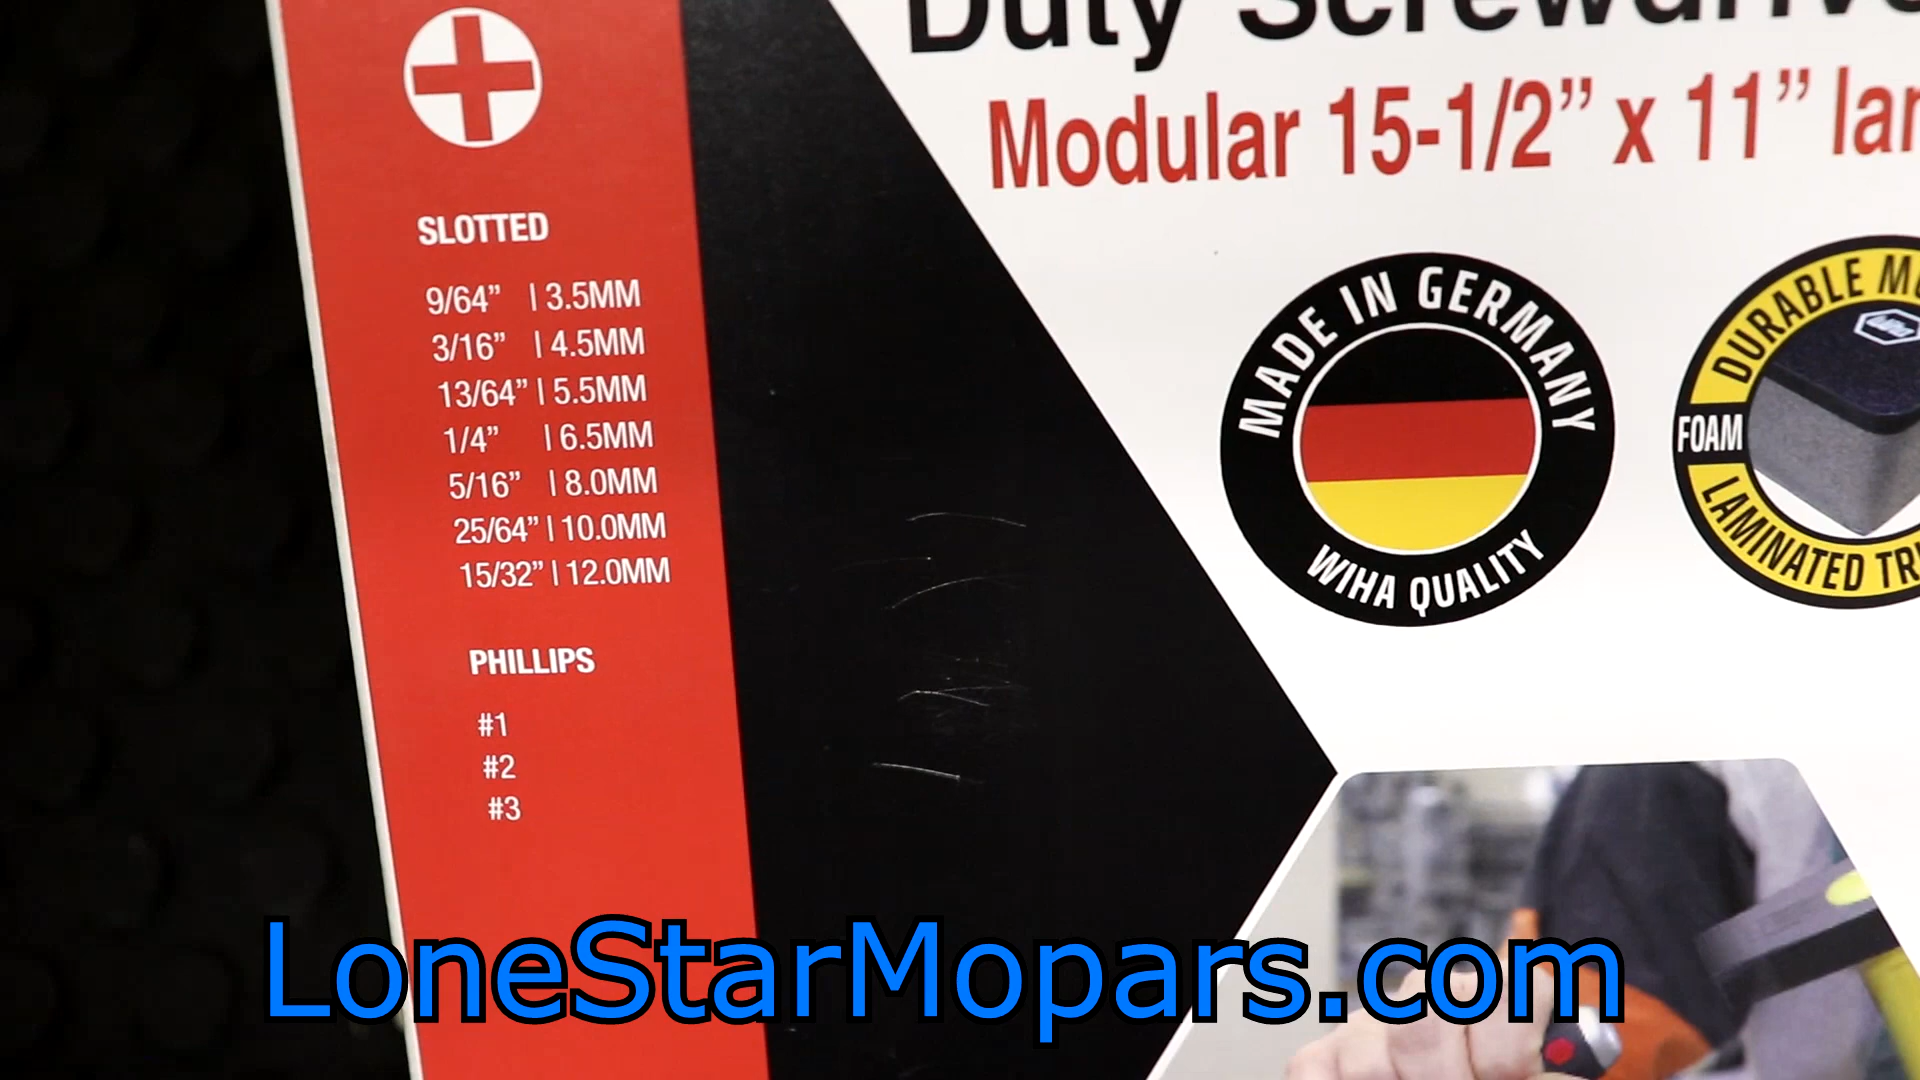 Duty Screwdrive
Modular 15-1/2” x 11” lar
SLOTTED
9/64” | 3.5MM
3/16” | 4.5MM
13/64” | 5.5MM
1/4” | 6.5MM
5/16” | 8.0MM
25/64” | 10.0MM
15/32” | 12.0MM
PHILLIPS
#1
#2
#3
MADE IN GERMANY
WIHA QUALITY
DURABLE
FOAM
Wiha
LAMINATED
LoneStarMopars.com